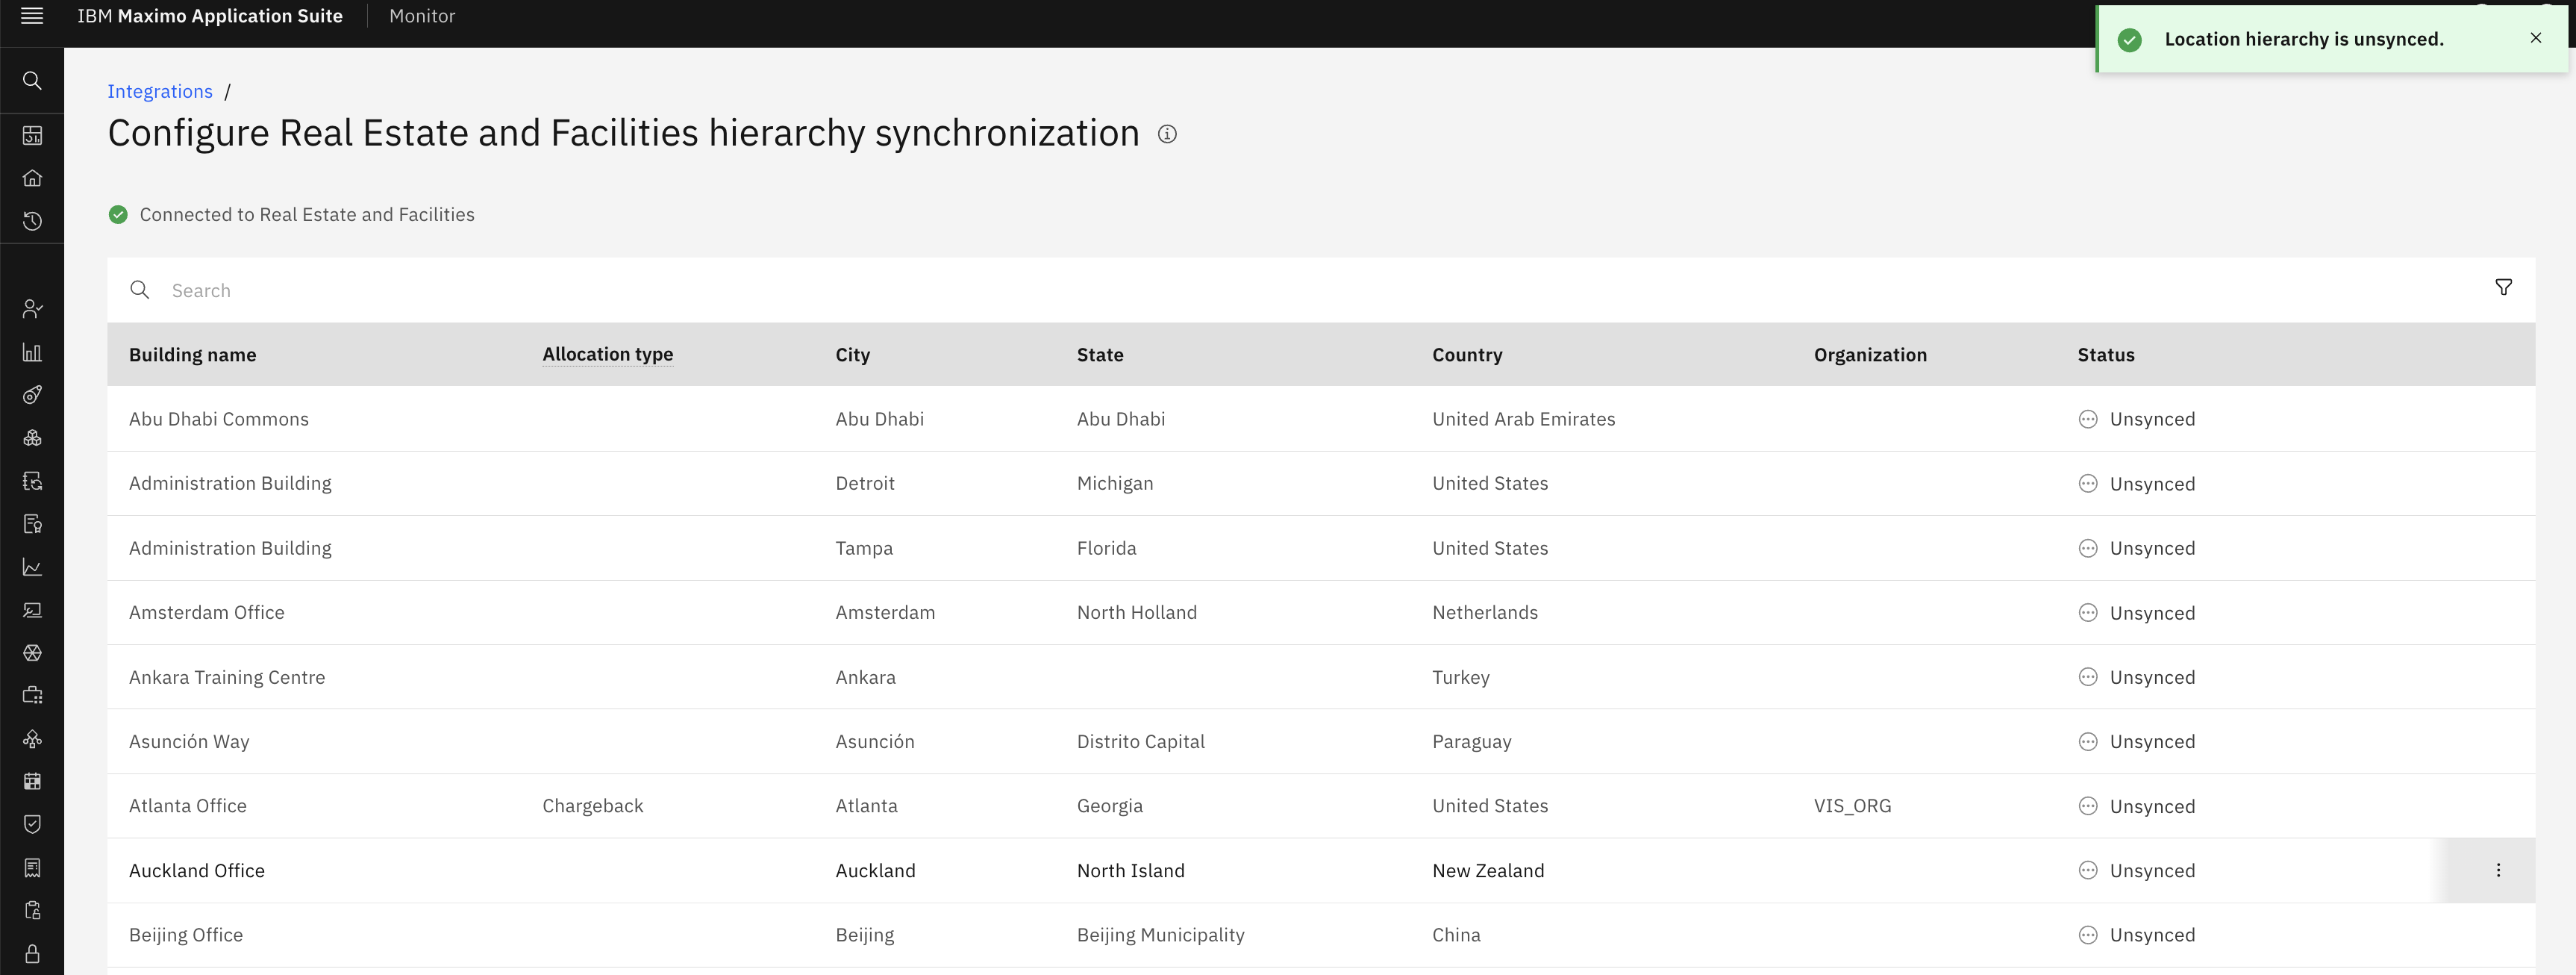 IBM Maximo Application Suite Monitor
Location hierarchy is unsynced.
Integrations /
Configure Real Estate and Facilities hierarchy synchronization
Connected to Real Estate and Facilities
Search
Building name Allocation type City State Country Organization Status
Abu Dhabi Commons Abu Dhabi Abu Dhabi United Arab Emirates Unsynced
Administration Building Detroit Michigan United States Unsynced
Administration Building Tampa Florida United States Unsynced
Amsterdam Office Amsterdam North Holland Netherlands Unsynced
Ankara Training Centre Ankara Turkey Unsynced
Asunción Way Asunción Distrito Capital Paraguay Unsynced
Atlanta Office Chargeback Atlanta Georgia United States VIS_ORG Unsynced
Auckland Office Auckland North Island New Zealand Unsynced
Beijing Office Beijing Beijing Municipality China Unsynced